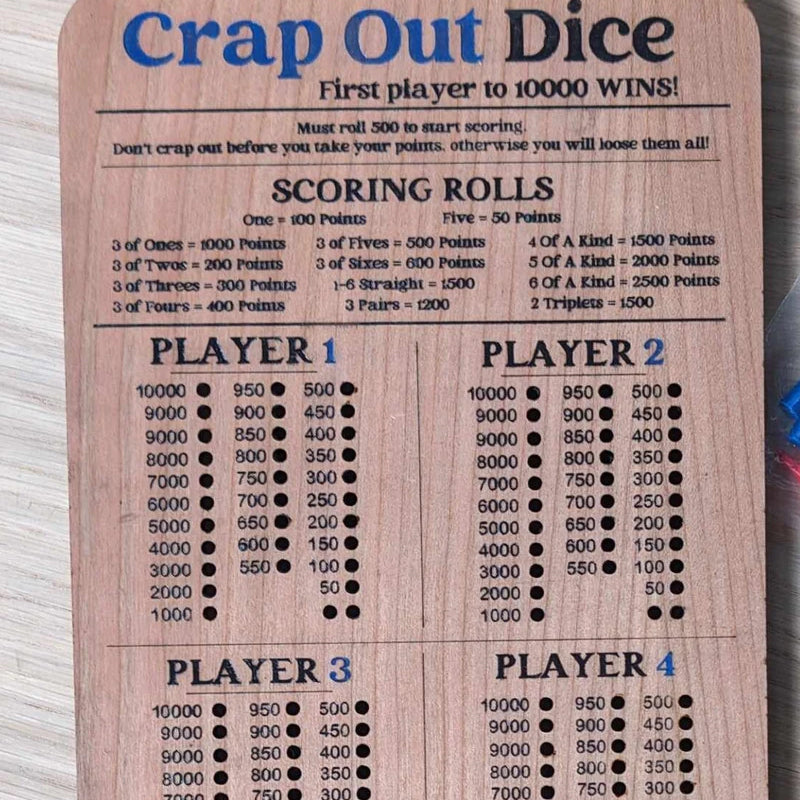 Crap Out Dice
First player to 10000 WINS!
Must roll 500 to start scoring.
Don't crap out before you take your points. otherwise you will loose them all!
SCORING ROLLS
One = 100 Points Five = 50 Points
3 of Ones = 1000 Points 3 of Fives = 500 Points 4 Of A Kind = 1500 Points
3 of Twos = 200 Points 3 of Sixes = 600 Points 5 Of A Kind = 2000 Points
3 of Threes = 300 Points 1-6 Straight = 1500 6 Of A Kind = 2500 Points
3 of Fours = 400 Points 3 Pairs = 1200 2 Triplets = 1500
PLAYER 1
10000 950 500
9000 900 450
9000 850 400
8000 800 350
7000 750 300
6000 700 250
5000 650 200
4000 600 150
3000 550 100
2000 50
1000
PLAYER 2
10000 950 500
9000 900 450
9000 850 400
8000 800 350
7000 750 300
6000 700 250
5000 650 200
4000 600 150
3000 550 100
2000 50
1000
PLAYER 3
10000 950 500
9000 900 450
9000 850 400
8000 800 350
7000 750 300
PLAYER 4
10000 950 500
9000 900 450
9000 850 400
8000 800 350
7000 750 300